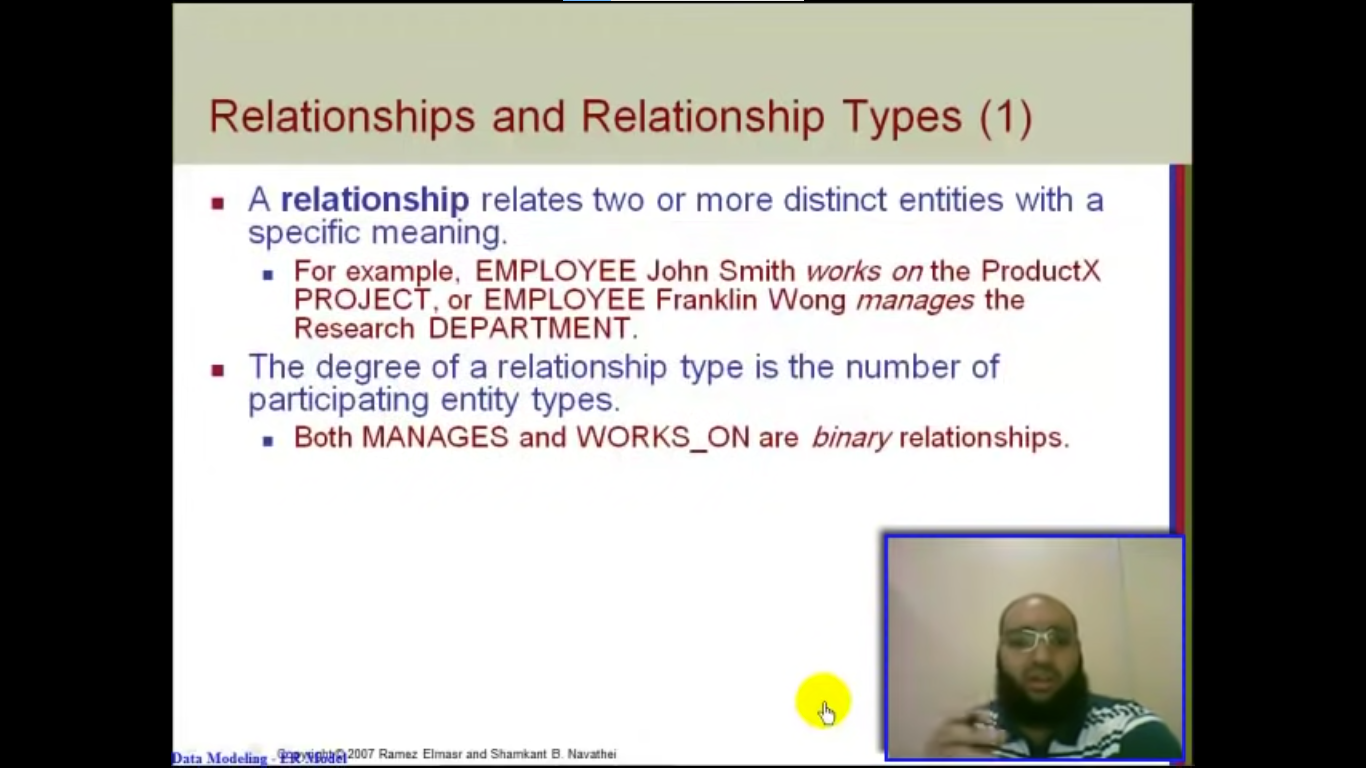 Relationships and Relationship Types (1)
A relationship relates two or more distinct entities with a
specific meaning.
For example, EMPLOYEE John Smith works on the ProductX
PROJECT, or EMPLOYEE Franklin Wong manages the
Research DEPARTMENT.
The degree of a relationship type is the number of
participating entity types.
Both MANAGES and WORKS_ON are binary relationships.
Copyright © 2007 Ramez Elmasr and Shamkant B. Navathei
Data Modeling - ER Model